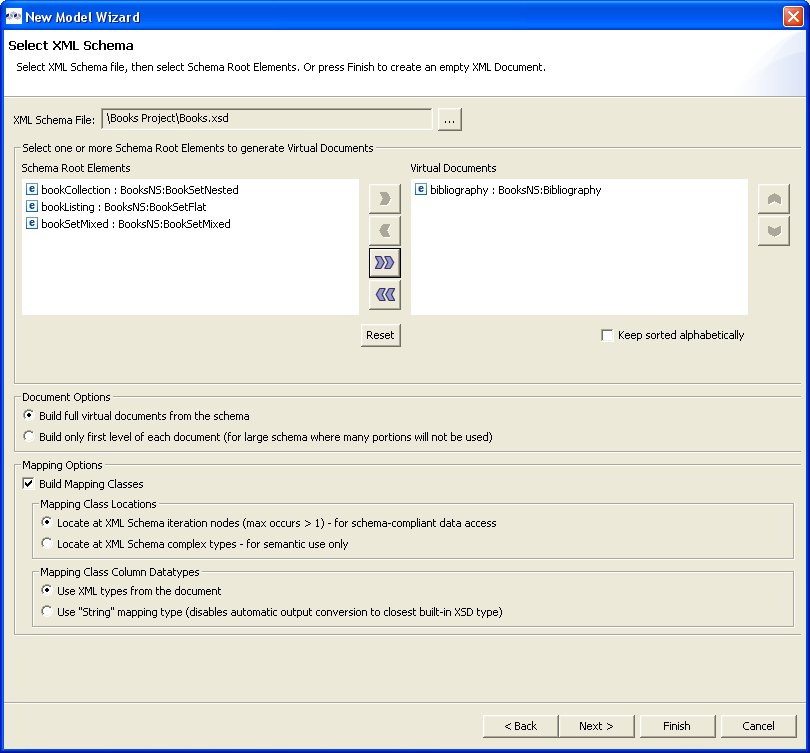 New Model Wizard
Select XML Schema
Select XML Schema file, then select Schema Root Elements. Or press Finish to create an empty XML Document.
XML Schema File: \Books Project\Books.xsd ...
Select one or more Schema Root Elements to generate Virtual Documents
Schema Root Elements
e bookCollection : BooksNS:BookSetNested
e bookListing : BooksNS:BookSetFlat
e bookSetMixed : BooksNS:BookSetMixed
Virtual Documents
e bibliography : BooksNS:Bibliography
Reset
Keep sorted alphabetically
Document Options
Build full virtual documents from the schema
Build only first level of each document (for large schema where many portions will not be used)
Mapping Options
Build Mapping Classes
Mapping Class Locations
Locate at XML Schema iteration nodes (max occurs > 1) - for schema-compliant data access
Locate at XML Schema complex types - for semantic use only
Mapping Class Column Datatypes
Use XML types from the document
Use "String" mapping type (disables automatic output conversion to closest built-in XSD type)
< Back Next > Finish Cancel